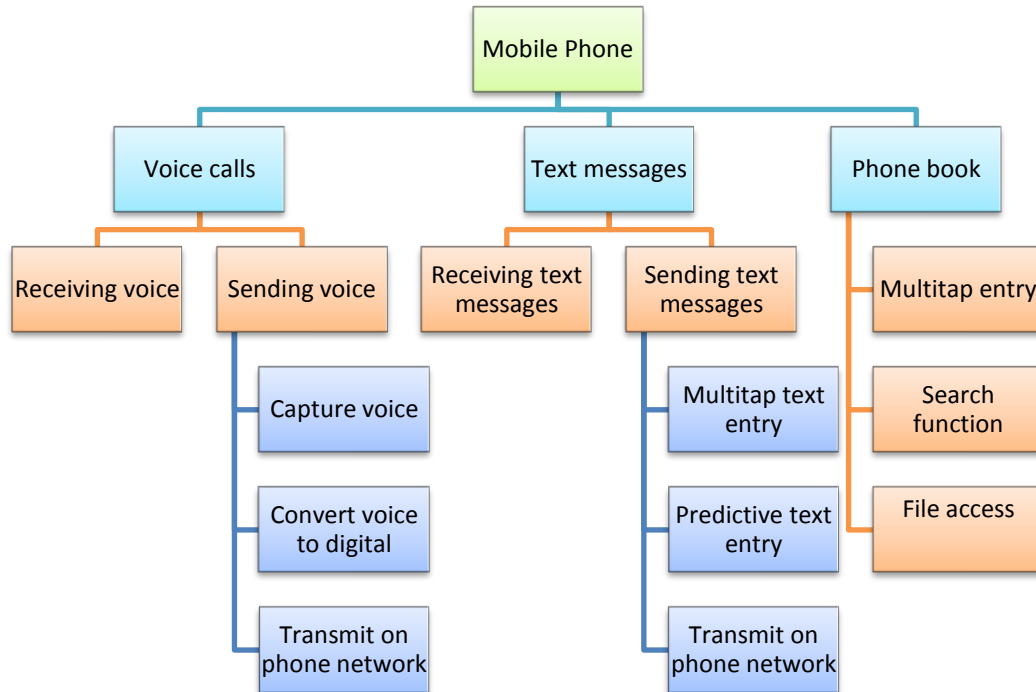 Mobile Phone
Voice calls
Text messages
Phone book
Receiving voice
Sending voice
Receiving text
messages
Sending text
messages
Multitap entry
Capture voice
Multitap text
entry
Search
function
Convert voice
to digital
Predictive text
entry
File access
Transmit on
phone network
Transmit on
phone network